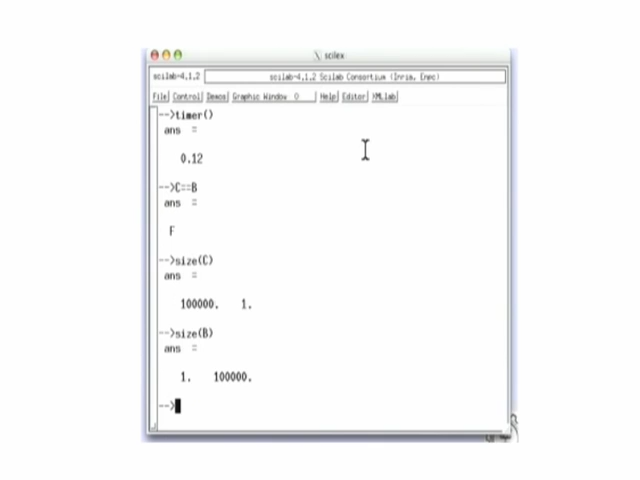 scilex
scilab-4.1.2 scilab-4.1.2 Scilab Consortium (Inria, Enpc)
File Control Demos Graphic Window 0 Help Editor XMLlab
-->timer()
ans =
0.12
-->C==B
ans =
F
-->size(C)
ans =
100000. 1.
-->size(B)
ans =
1. 100000.
-->